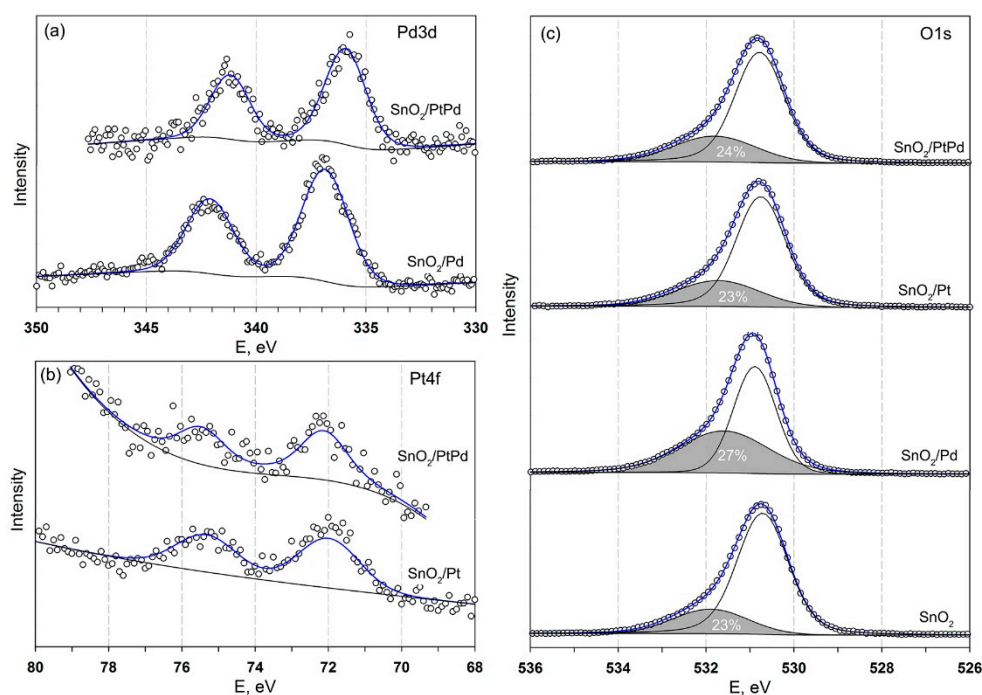 (a)
Pd3d
SnO₂/PtPd
SnO₂/Pd
Intensity
350 345 340 335 330
E, eV
(b)
Pt4f
SnO₂/PtPd
SnO₂/Pt
Intensity
80 78 76 74 72 70 68
E, eV
(c)
O1s
24%
SnO₂/PtPd
23%
SnO₂/Pt
27%
SnO₂/Pd
23%
SnO₂
Intensity
536 534 532 530 528 526
E, eV